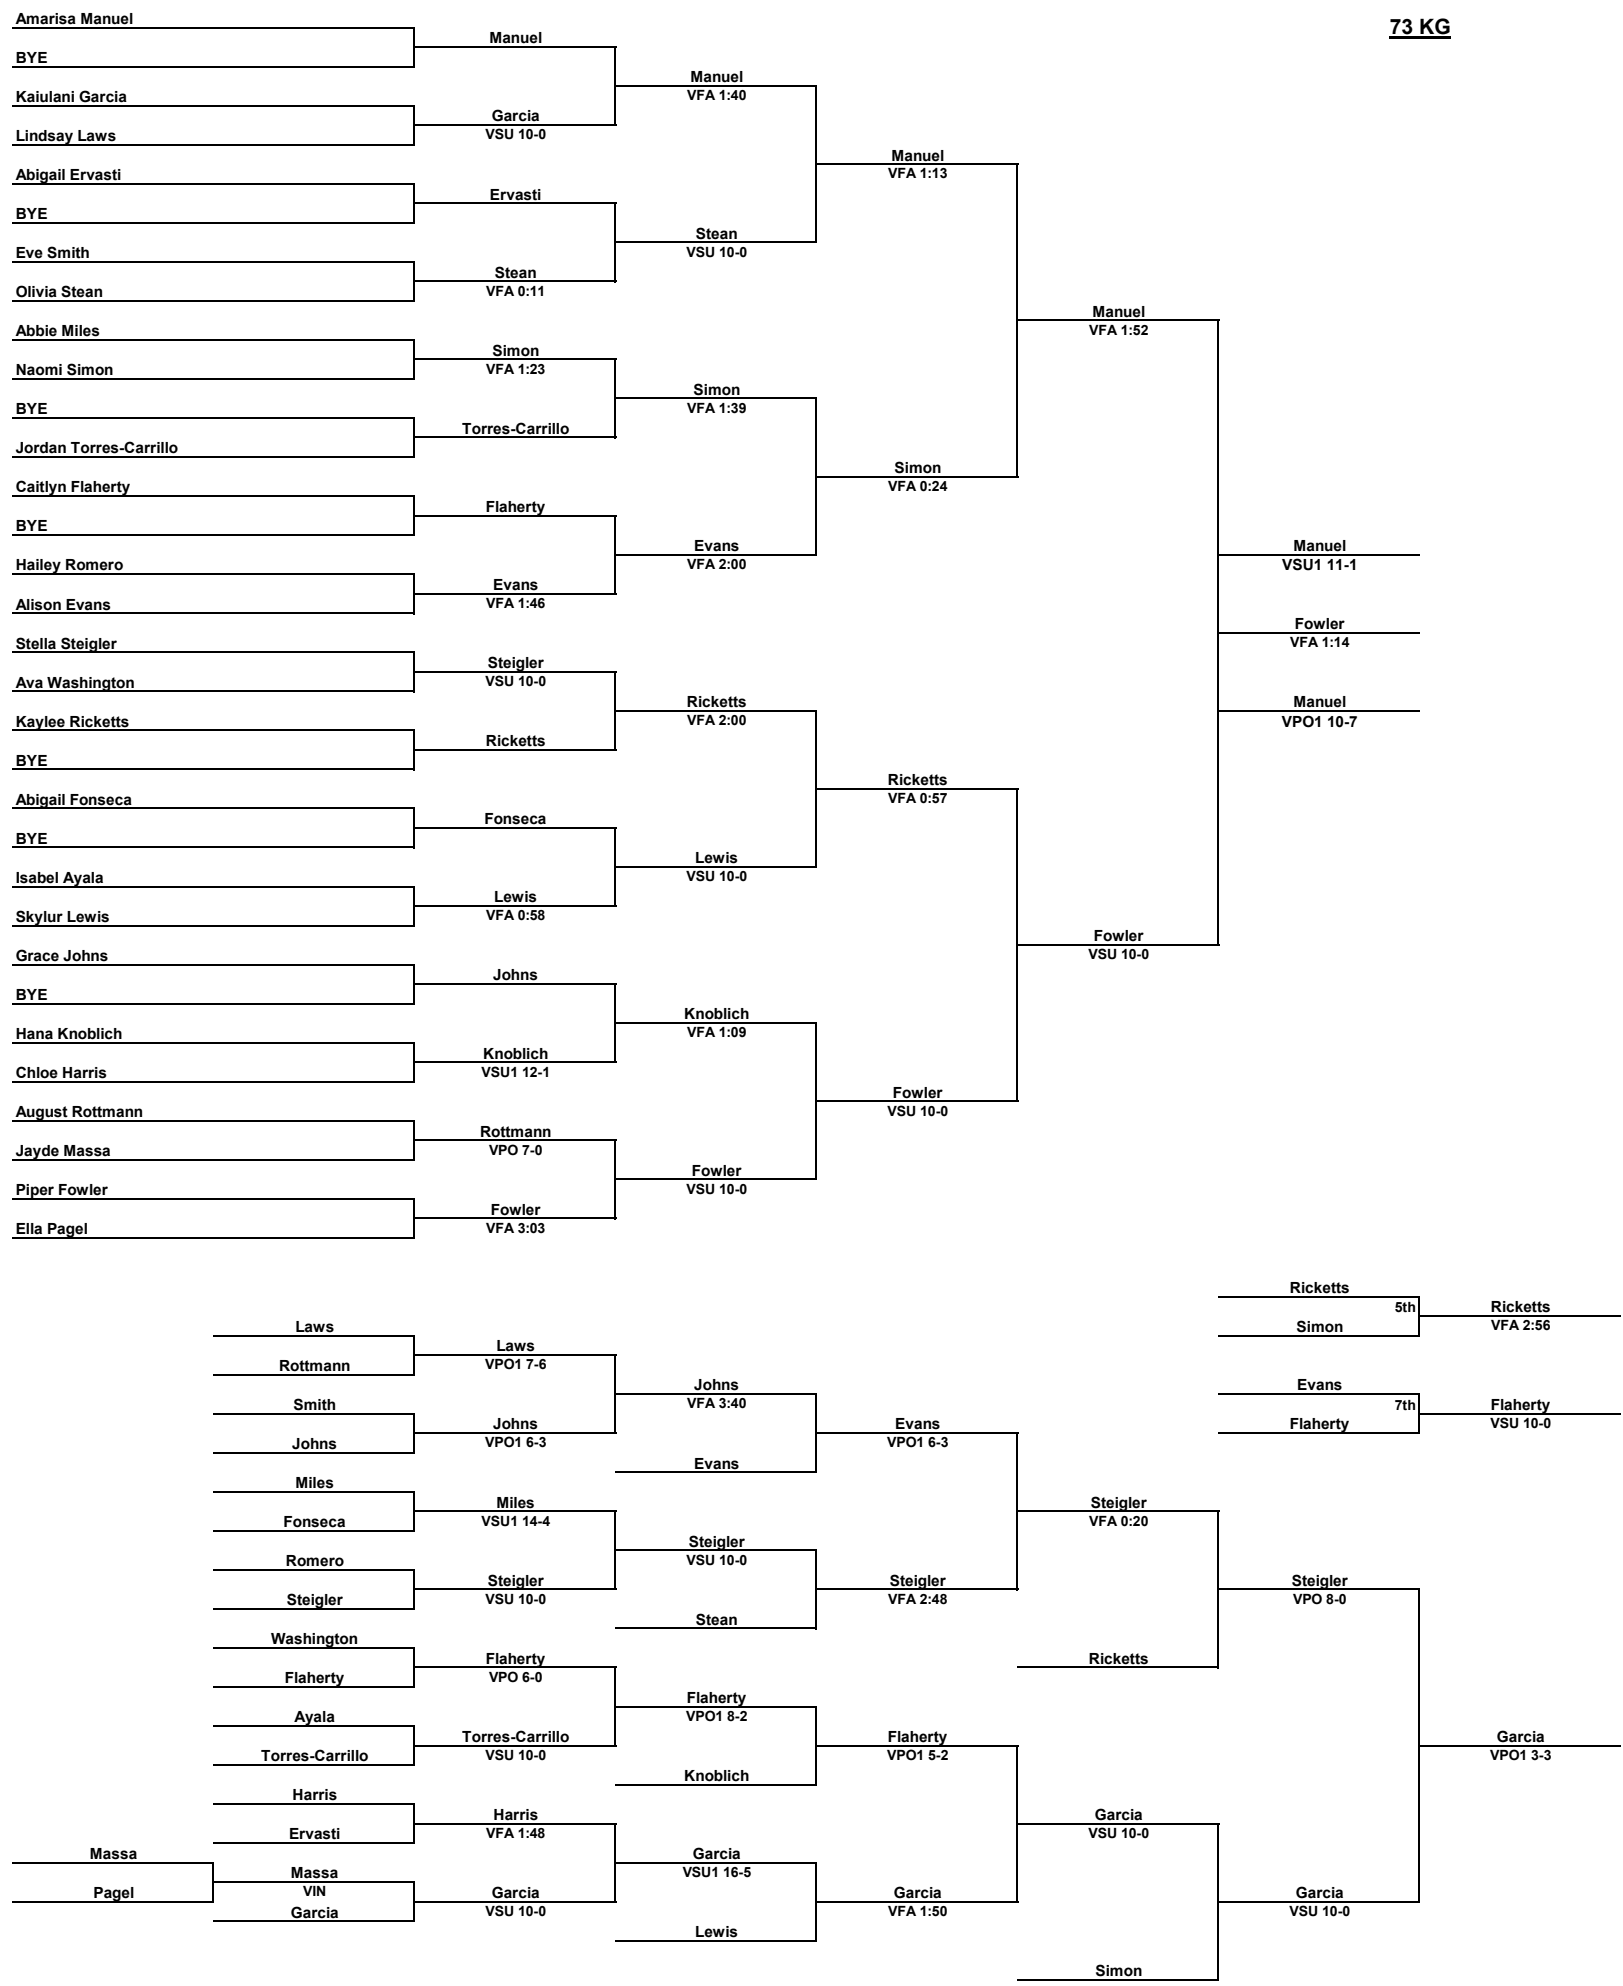 73 KG
Amarisa Manuel
BYE
Kaiulani Garcia
Lindsay Laws
Abigail Ervasti
BYE
Eve Smith
Olivia Stean
Abbie Miles
Naomi Simon
BYE
Jordan Torres-Carrillo
Caitlyn Flaherty
BYE
Hailey Romero
Alison Evans
Stella Steigler
Ava Washington
Kaylee Ricketts
BYE
Abigail Fonseca
BYE
Isabel Ayala
Skylur Lewis
Grace Johns
BYE
Hana Knoblich
Chloe Harris
August Rottmann
Jayde Massa
Piper Fowler
Ella Pagel
Manuel
Garcia
VSU 10-0
Ervasti
Stean
VFA 0:11
Simon
VFA 1:23
Torres-Carrillo
Flaherty
Evans
VFA 1:46
Steigler
VSU 10-0
Ricketts
Fonseca
Lewis
VFA 0:58
Johns
Knoblich
VSU1 12-1
Rottmann
VPO 7-0
Fowler
VFA 3:03
Manuel
VFA 1:40
Stean
VSU 10-0
Simon
VFA 1:39
Evans
VFA 2:00
Ricketts
VFA 2:00
Lewis
VSU 10-0
Knoblich
VFA 1:09
Fowler
VSU 10-0
Manuel
VFA 1:13
Simon
VFA 0:24
Ricketts
VFA 0:57
Fowler
VSU 10-0
Manuel
VFA 1:52
Fowler
VSU 10-0
Manuel
VSU1 11-1
Fowler
VFA 1:14
Manuel
VPO1 10-7
Ricketts
5th
Simon
Ricketts
VFA 2:56
Evans
7th
Flaherty
Flaherty
VSU 10-0
Massa
Pagel
Laws
Rottmann
Smith
Johns
Miles
Fonseca
Romero
Steigler
Washington
Flaherty
Ayala
Torres-Carrillo
Harris
Ervasti
Massa
VIN
Garcia
Laws
VPO1 7-6
Johns
VPO1 6-3
Miles
VSU1 14-4
Steigler
VSU 10-0
Flaherty
VPO 6-0
Torres-Carrillo
VSU 10-0
Harris
VFA 1:48
Garcia
VSU 10-0
Johns
VFA 3:40
Evans
Steigler
VSU 10-0
Stean
Flaherty
VPO1 8-2
Knoblich
Garcia
VSU1 16-5
Lewis
Evans
VPO1 6-3
Steigler
VFA 2:48
Flaherty
VPO1 5-2
Garcia
VFA 1:50
Steigler
VFA 0:20
Ricketts
Garcia
VSU 10-0
Simon
Steigler
VPO 8-0
Garcia
VSU 10-0
Garcia
VPO1 3-3